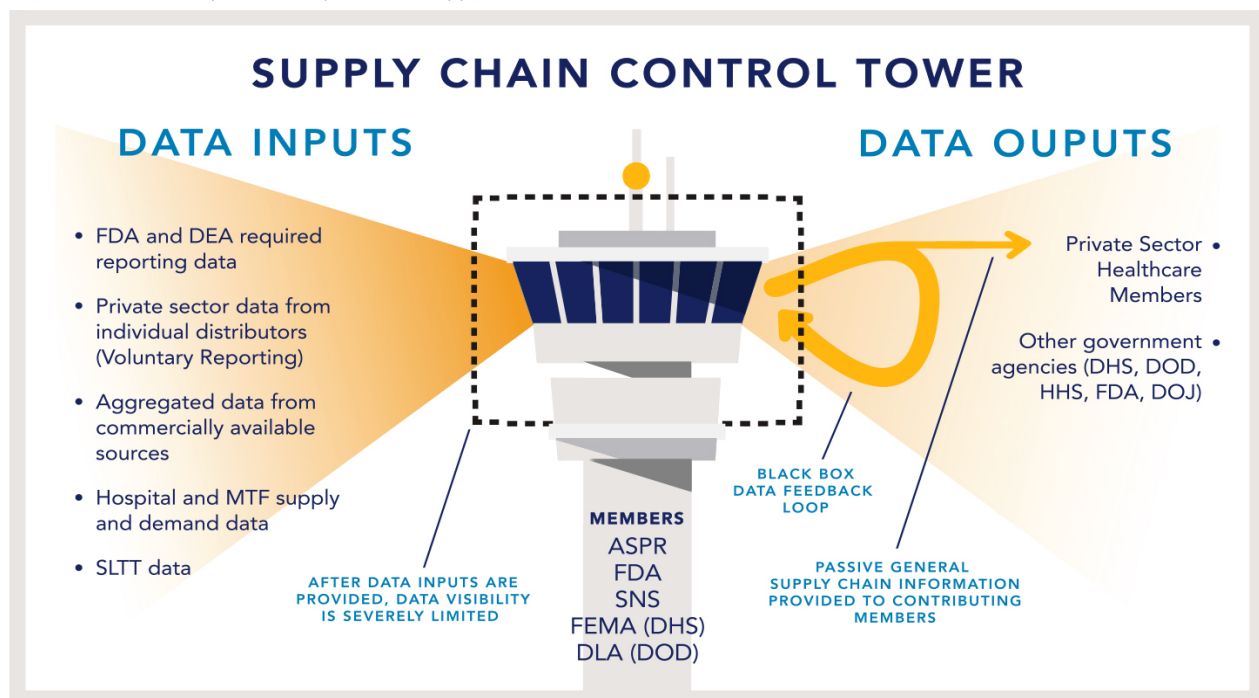 SUPPLY CHAIN CONTROL TOWER
DATA INPUTS
• FDA and DEA required
reporting data
• Private sector data from
individual distributors
(Voluntary Reporting)
• Aggregated data from
commercially available
sources
• Hospital and MTF supply
and demand data
• SLTT data
AFTER DATA INPUTS ARE
PROVIDED, DATA VISIBILITY
IS SEVERELY LIMITED
MEMBERS
ASPR
FDA
SNS
FEMA (DHS)
DLA (DOD)
DATA OUPUTS
Private Sector •
Healthcare
Members
Other government •
agencies (DHS, DOD,
HHS, FDA, DOJ)
BLACK BOX
DATA FEEDBACK
LOOP
PASSIVE GENERAL
SUPPLY CHAIN INFORMATION
PROVIDED TO CONTRIBUTING
MEMBERS